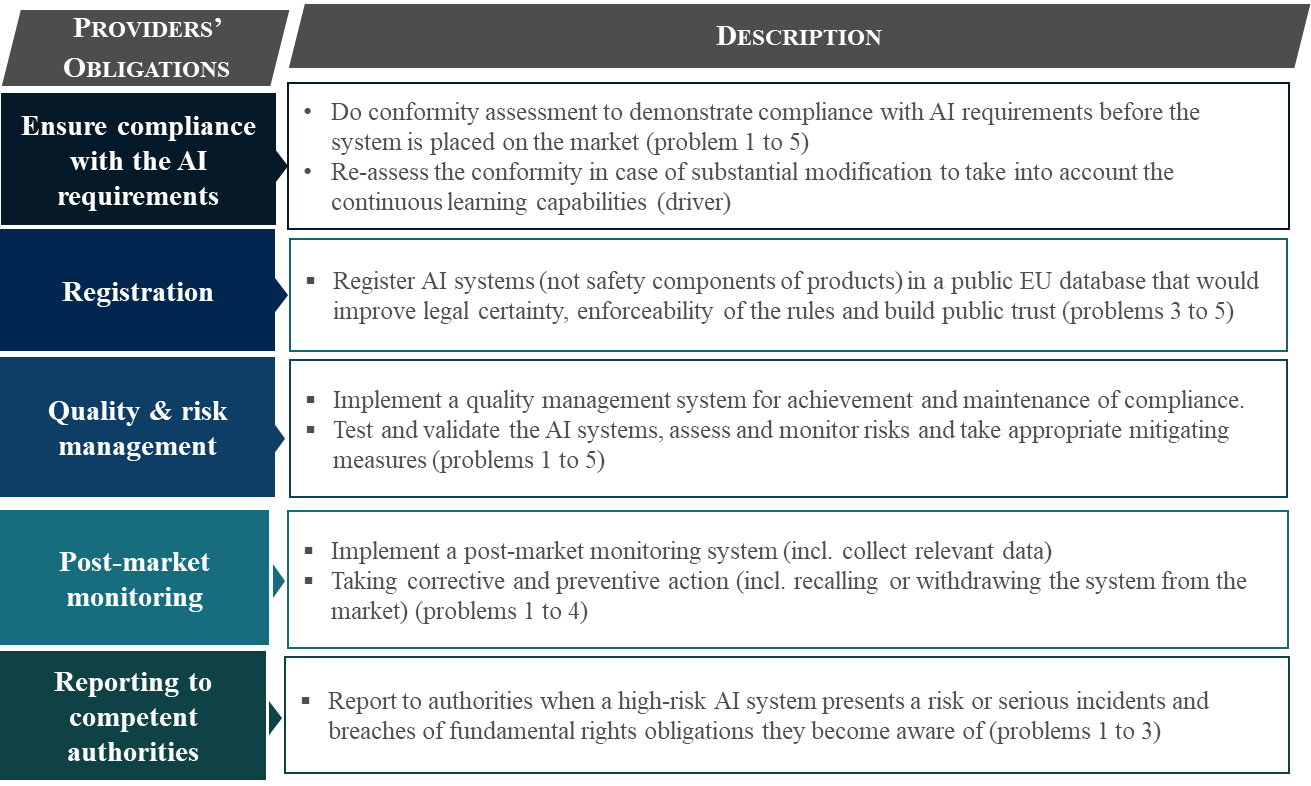 PROVIDERS’
OBLIGATIONS
DESCRIPTION
Ensure compliance
with the AI
requirements
• Do conformity assessment to demonstrate compliance with AI requirements before the
system is placed on the market (problem 1 to 5)
• Re-assess the conformity in case of substantial modification to take into account the
continuous learning capabilities (driver)
Registration
▪ Register AI systems (not safety components of products) in a public EU database that would
improve legal certainty, enforceability of the rules and build public trust (problems 3 to 5)
Quality & risk
management
▪ Implement a quality management system for achievement and maintenance of compliance.
▪ Test and validate the AI systems, assess and monitor risks and take appropriate mitigating
measures (problems 1 to 5)
Post-market
monitoring
▪ Implement a post-market monitoring system (incl. collect relevant data)
▪ Taking corrective and preventive action (incl. recalling or withdrawing the system from the
market) (problems 1 to 4)
Reporting to
competent
authorities
▪ Report to authorities when a high-risk AI system presents a risk or serious incidents and
breaches of fundamental rights obligations they become aware of (problems 1 to 3)